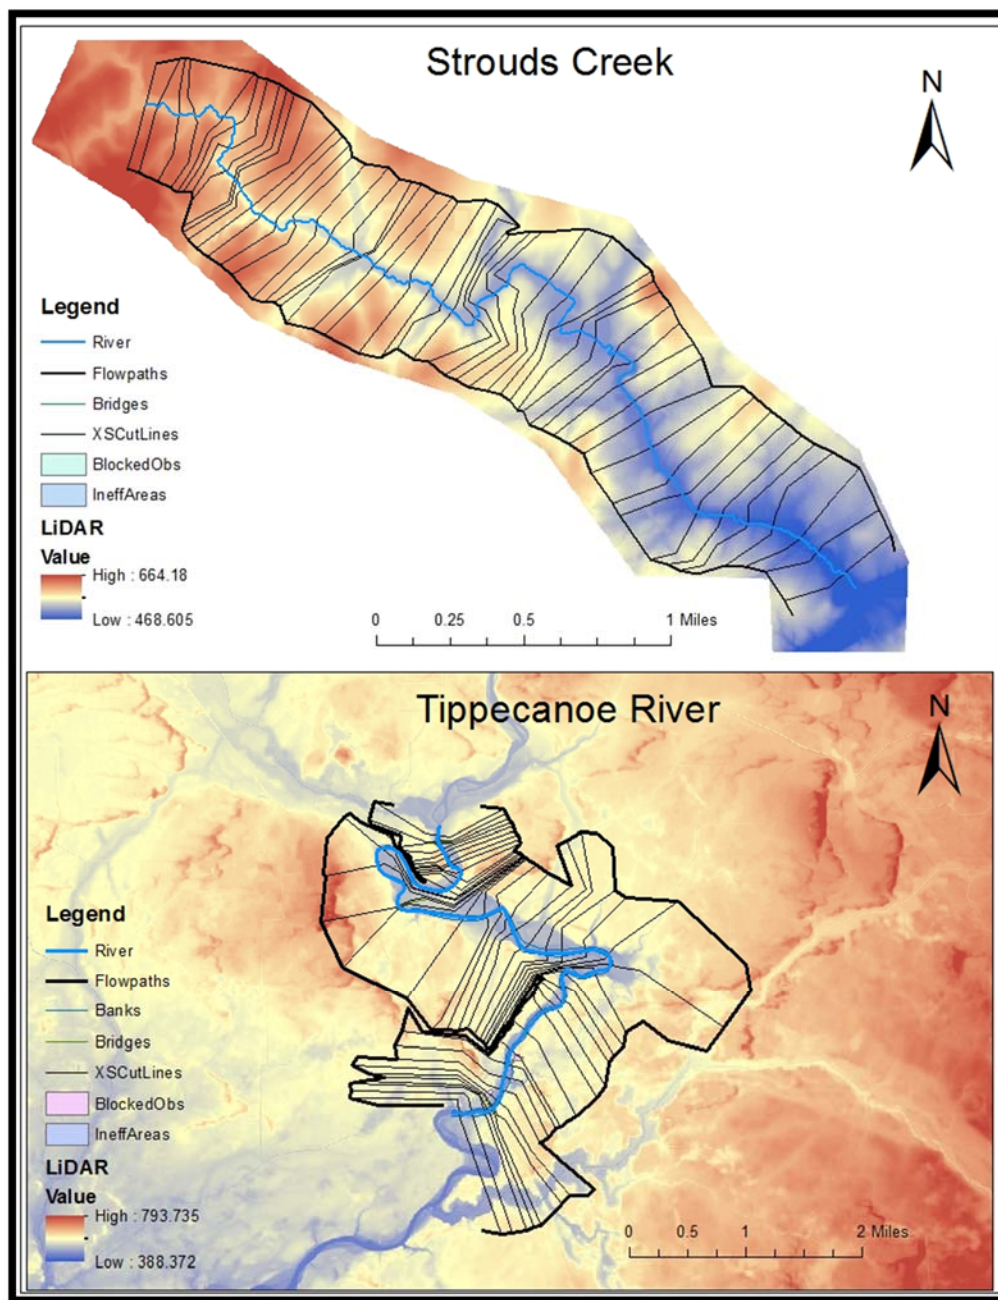 Strouds Creek
N
Legend
River
Flowpaths
Bridges
XSCutLines
BlockedObs
IneffAreas
LiDAR
Value
High : 664.18
Low : 468.605
0 0.25 0.5 1 Miles
Tippecanoe River
N
Legend
River
Flowpaths
Banks
Bridges
XSCutLines
BlockedObs
IneffAreas
LiDAR
Value
High : 793.735
Low : 388.372
0 0.5 1 2 Miles